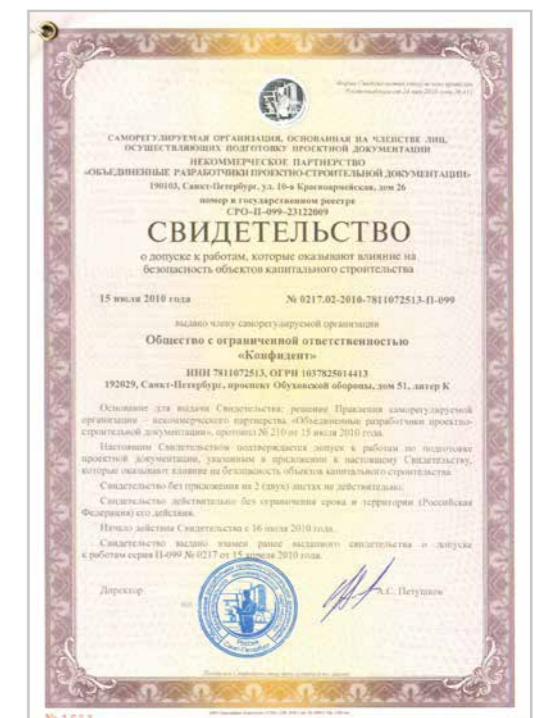 САМОРЕГУЛИРУЕМАЯ ОРГАНИЗАЦИЯ, ОСНОВАННАЯ НА ЧЛЕНСТВЕ ЛИЦ,
ОСУЩЕСТВЛЯЮЩИХ ПОДГОТОВКУ ПРОЕКТНОЙ ДОКУМЕНТАЦИИ
НЕКОММЕРЧЕСКОЕ ПАРТНЕРСТВО
«ОБЪЕДИНЕННЫЕ РАЗРАБОТЧИКИ ПРОЕКТНО-СТРОИТЕЛЬНОЙ ДОКУМЕНТАЦИИ»
190103, Санкт-Петербург, ул. 10-я Красноармейская, дом 26
номер в государственном реестре
СРО-П-099-23122009
СВИДЕТЕЛЬСТВО
о допуске к работам, которые оказывают влияние на
безопасность объектов капитального строительства
15 июля 2010 года № 0217.02-2010-7811072513-П-099
выдано члену саморегулируемой организации
Общество с ограниченной ответственностью
«Конфидент»
ИНН 7811072513, ОГРН 1037825014413
192029, Санкт-Петербург, проспект Обуховской обороны, дом 51, литер К
Основание для выдачи Свидетельства: решение Правления саморегулируемой
организации – некоммерческого партнерства «Объединенные разработчики проектно-
строительной документации», протокол № 210 от 15 июля 2010 года.
Настоящим Свидетельством подтверждается допуск к работам по подготовке
проектной документации, указанным в приложении к настоящему Свидетельству,
которые оказывают влияние на безопасность объектов капитального строительства.
Свидетельство без приложения на 2 (двух) листах не действительно.
Свидетельство действительно без ограничения срока и территории (Российская
Федерация) его действия.
Начало действия Свидетельства с 16 июля 2010 года.
Свидетельство выдано взамен ранее выданного свидетельства о допуске
к работам серия П-099 № 0217 от 15 апреля 2010 года.
Директор А.С. Петушков
Россия
Санкт-Петербург